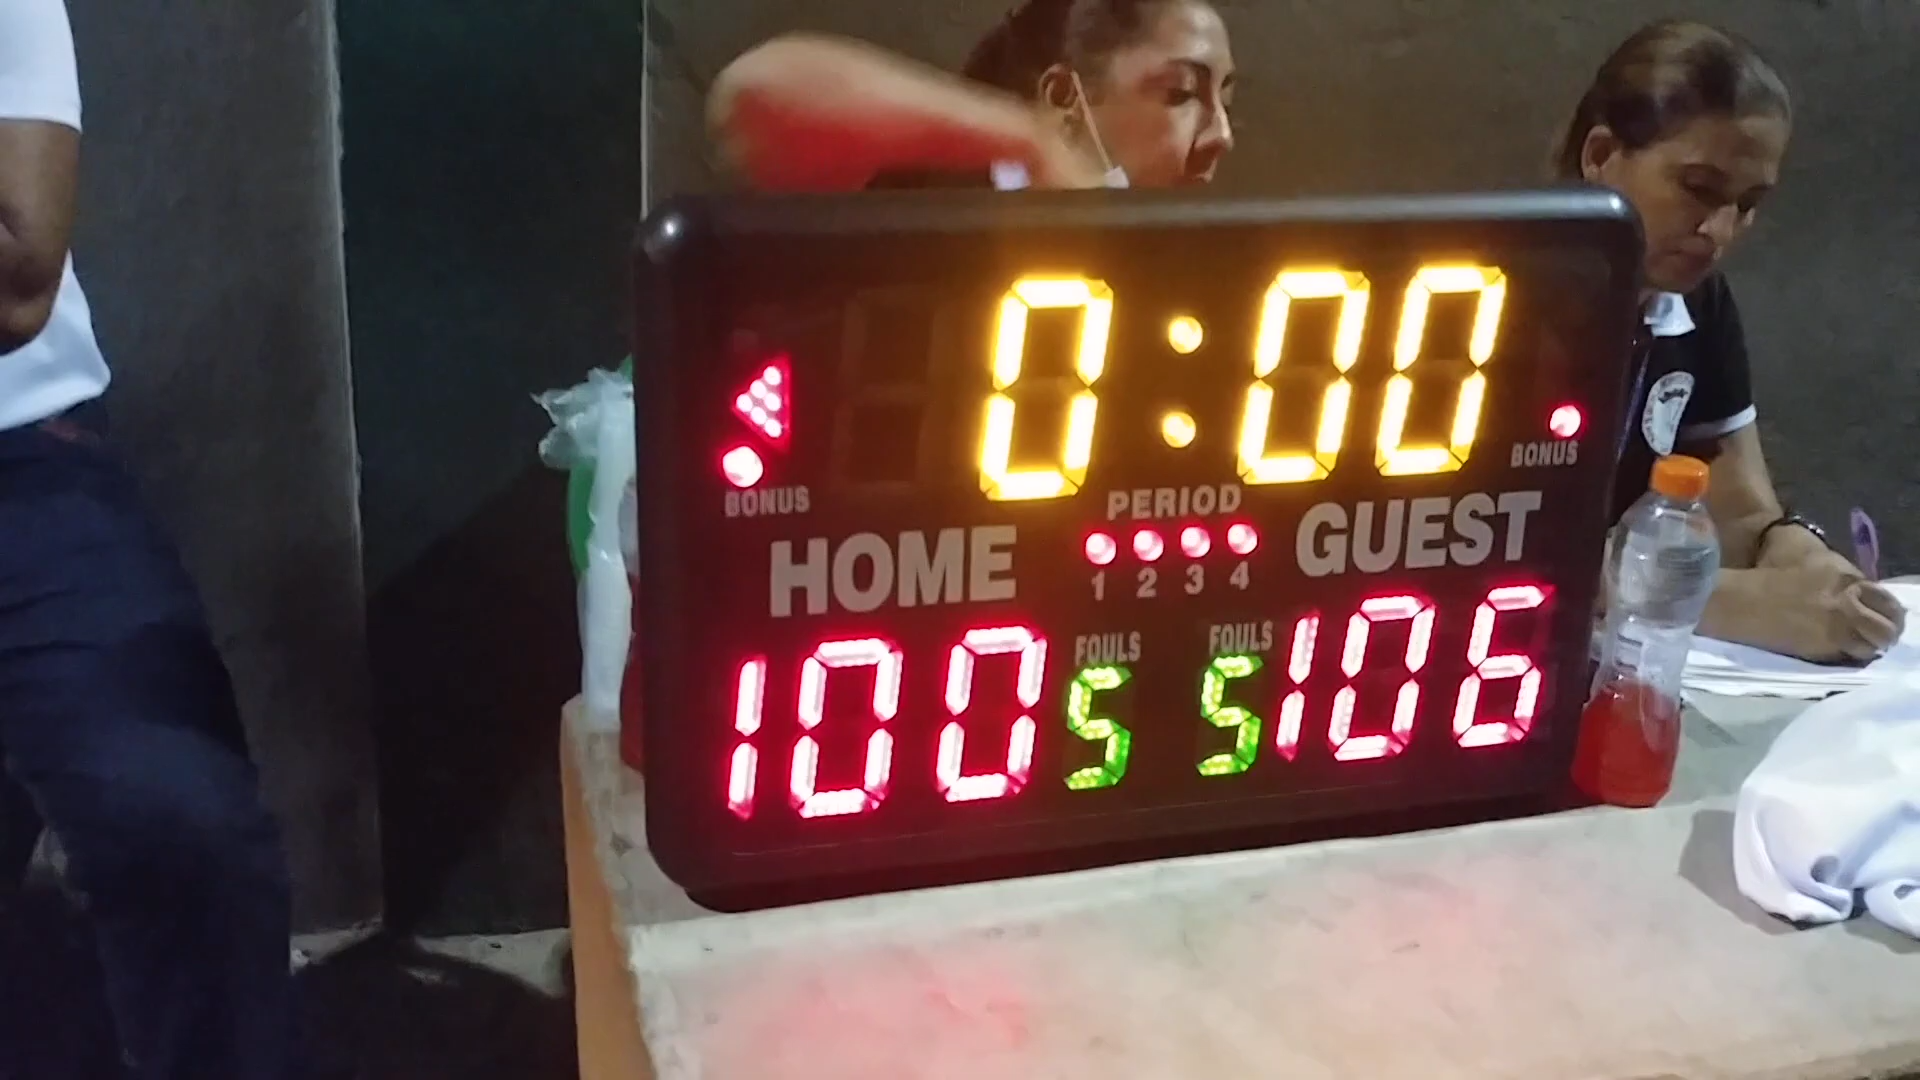 0:00
BONUS
BONUS
PERIOD
HOME
GUEST
1 2 3 4
FOULS
FOULS
100
5
5
106